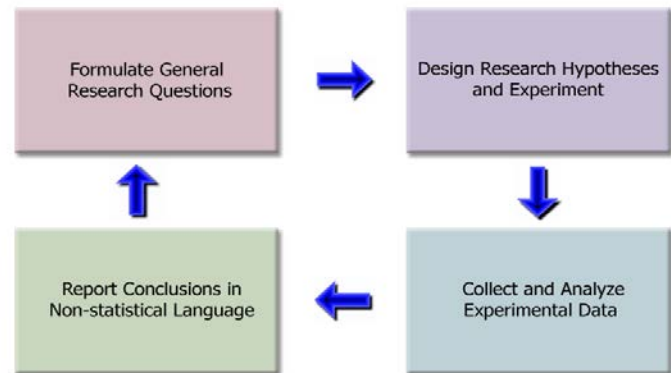 Formulate General
Research Questions
Design Research Hypotheses
and Experiment
Report Conclusions in
Non-statistical Language
Collect and Analyze
Experimental Data